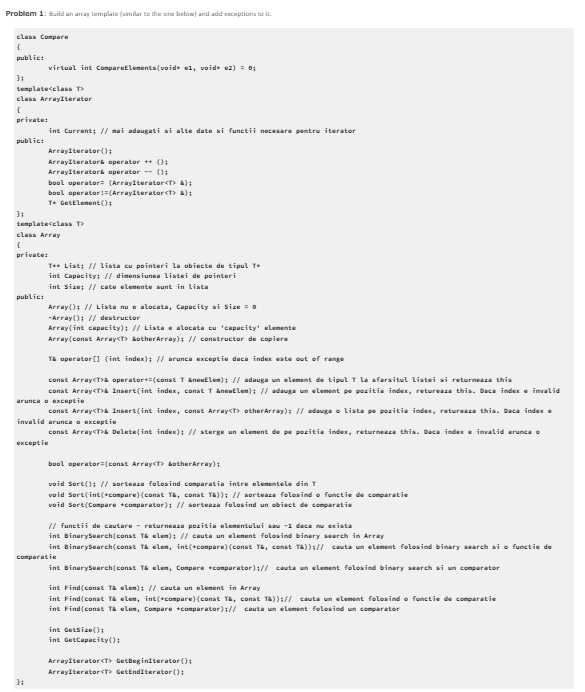 Problem 1: Build an array template (similar to the one below) and add exceptions to it.
class Compare
{
public:
virtual int CompareElements(void* e1, void* e2) = 0;
};
template<class T>
class ArrayIterator
{
private:
int Current; // mai adaugati si alte date si functii necesare pentru iterator
public:
ArrayIterator();
ArrayIterator& operator ++ ();
ArrayIterator& operator -- ();
bool operator= (ArrayIterator<T> &);
bool operator!=(ArrayIterator<T> &);
T* GetElement();
};
template<class T>
class Array
{
private:
T** List; // lista cu pointeri la obiecte de tipul T*
int Capacity; // dimensiunea listei de pointeri
int Size; // cate elemente sunt in lista
public:
Array(); // Lista nu e alocata, Capacity si Size = 0
~Array(); // destructor
Array(int capacity); // Lista e alocata cu 'capacity' elemente
Array(const Array<T> &otherArray); // constructor de copiere
T& operator[] (int index); // arunca exceptie daca index este out of range
const Array<T>& operator+=(const T &newElem); // adauga un element de tipul T la sfarsitul listei si returneaza this
const Array<T>& Insert(int index, const T &newElem); // adauga un element pe pozitia index, retureaza this. Daca index e invalid
arunca o exceptie
const Array<T>& Insert(int index, const Array<T> otherArray); // adauga o lista pe pozitia index, retureaza this. Daca index e
invalid arunca o exceptie
const Array<T>& Delete(int index); // sterge un element de pe pozitia index, returneaza this. Daca index e invalid arunca o
exceptie
bool operator=(const Array<T> &otherArray);
void Sort(); // sorteaza folosind comparatia intre elementele din T
void Sort(int(*compare)(const T&, const T&)); // sorteaza folosind o functie de comparatie
void Sort(Compare *comparator); // sorteaza folosind un obiect de comparatie
// functii de cautare - returneaza pozitia elementului sau -1 daca nu exista
int BinarySearch(const T& elem); // cauta un element folosind binary search in Array
int BinarySearch(const T& elem, int(*compare)(const T&, const T&));// cauta un element folosind binary search si o functie de
comparatie
int BinarySearch(const T& elem, Compare *comparator);// cauta un element folosind binary search si un comparator
int Find(const T& elem); // cauta un element in Array
int Find(const T& elem, int(*compare)(const T&, const T&));// cauta un element folosind o functie de comparatie
int Find(const T& elem, Compare *comparator);// cauta un element folosind un comparator
int GetSize();
int GetCapacity();
ArrayIterator<T> GetBeginIterator();
ArrayIterator<T> GetEndIterator();
};